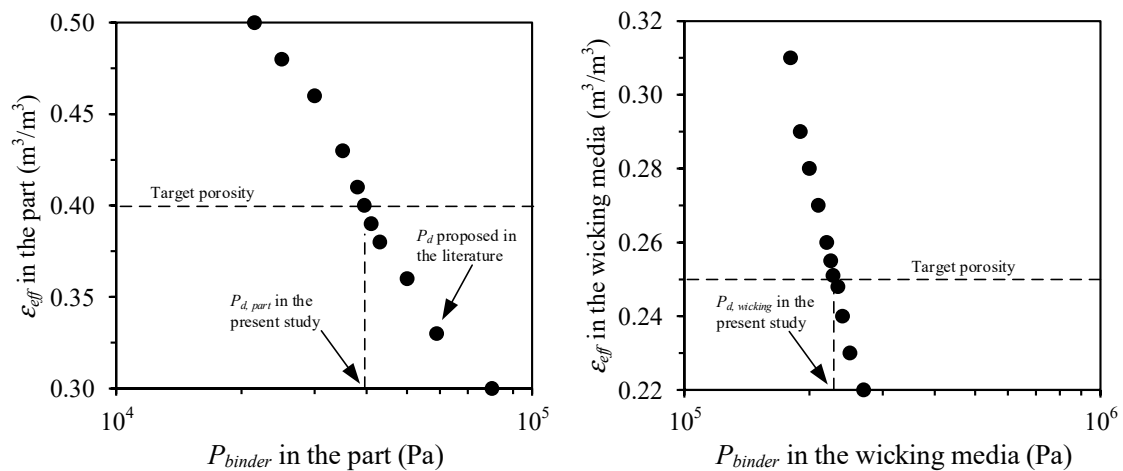 0.50
0.45
0.40
0.35
0.30
ε_eff in the part (m³/m³)
Target porosity
P_d proposed in
the literature
P_d, part in the
present study
10⁴
10⁵
P_binder in the part (Pa)
0.32
0.30
0.28
0.26
0.24
0.22
ε_eff in the wicking media (m³/m³)
Target porosity
P_d, wicking in the
present study
10⁵
10⁶
P_binder in the wicking media (Pa)